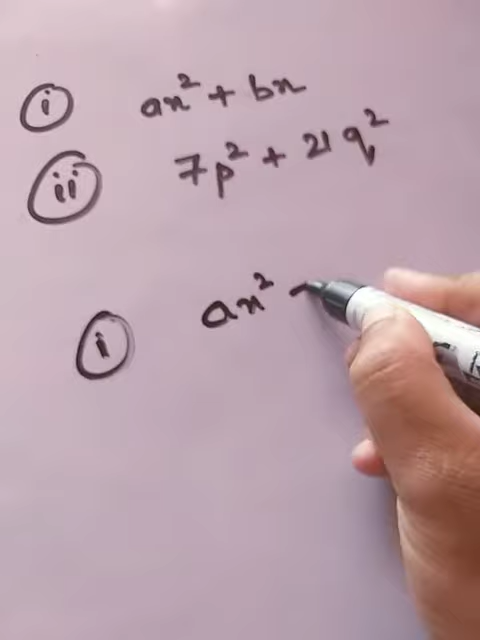 (i) ax² + bx
(ii) 7p² + 21q²
(i) ax² -